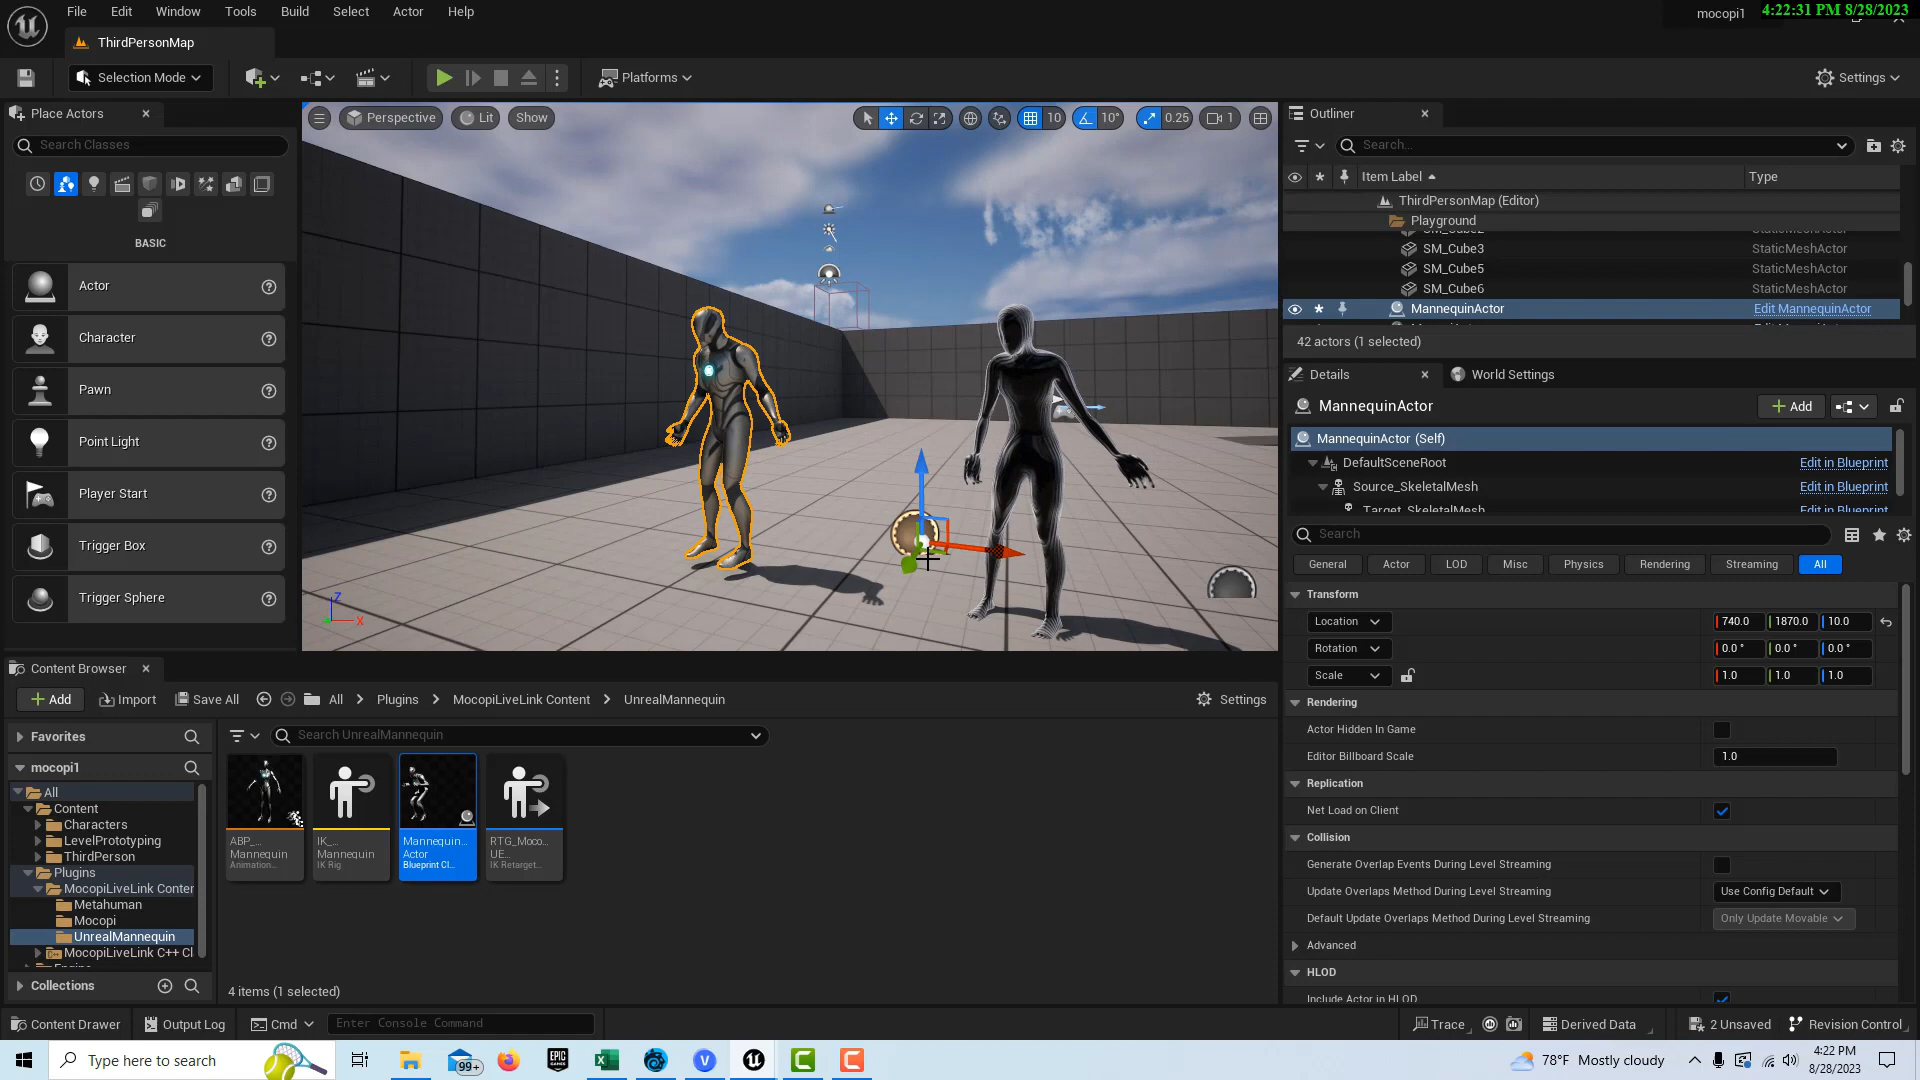 File Edit Window Tools Build Select Actor Help
mocopi1 4:22:31 PM 8/28/2023
ThirdPersonMap
Selection Mode
Platforms
Settings
Place Actors
Search Classes
BASIC
Actor
Character
Pawn
Point Light
Player Start
Trigger Box
Trigger Sphere
Perspective Lit Show
10 10° 0.25 1
Z
X
Outliner
Search...
Item Label Type
ThirdPersonMap (Editor)
Playground
SM_Cube2 StaticMeshActor
SM_Cube3 StaticMeshActor
SM_Cube5 StaticMeshActor
SM_Cube6 StaticMeshActor
MannequinActor Edit MannequinActor
42 actors (1 selected)
Details World Settings
MannequinActor Add
MannequinActor (Self)
DefaultSceneRoot Edit in Blueprint
Source_SkeletalMesh Edit in Blueprint
Target_SkeletalMesh Edit in Blueprint
Search
General Actor LOD Misc Physics Rendering Streaming All
Transform
Location 740.0 1870.0 10.0
Rotation 0.0 ° 0.0 ° 0.0 °
Scale 1.0 1.0 1.0
Rendering
Actor Hidden In Game
Editor Billboard Scale 1.0
Replication
Net Load on Client
Collision
Generate Overlap Events During Level Streaming
Update Overlaps Method During Level Streaming Use Config Default
Default Update Overlaps Method During Level Streaming Only Update Movable
Advanced
HLOD
Include Actor in HLOD
Content Browser
Add Import Save All All Plugins MocopiLiveLink Content UnrealMannequin Settings
Favorites
mocopi1
All
Content
Characters
LevelPrototyping
ThirdPerson
Plugins
MocopiLiveLink Conter
Metahuman
Mocopi
UnrealMannequin
MocopiLiveLink C++ Cl
Collections
Search UnrealMannequin
ABP_...
Mannequin
Animation...
IK_...
Mannequin
IK Rig
Mannequin...
Actor
Blueprint Cl...
RTG_Moco...
UE...
IK Retarget...
4 items (1 selected)
Content Drawer Output Log Cmd Enter Console Command Trace Derived Data 2 Unsaved Revision Control
Type here to search
99+
EPIC
GAMES
78°F Mostly cloudy
4:22 PM
8/28/2023